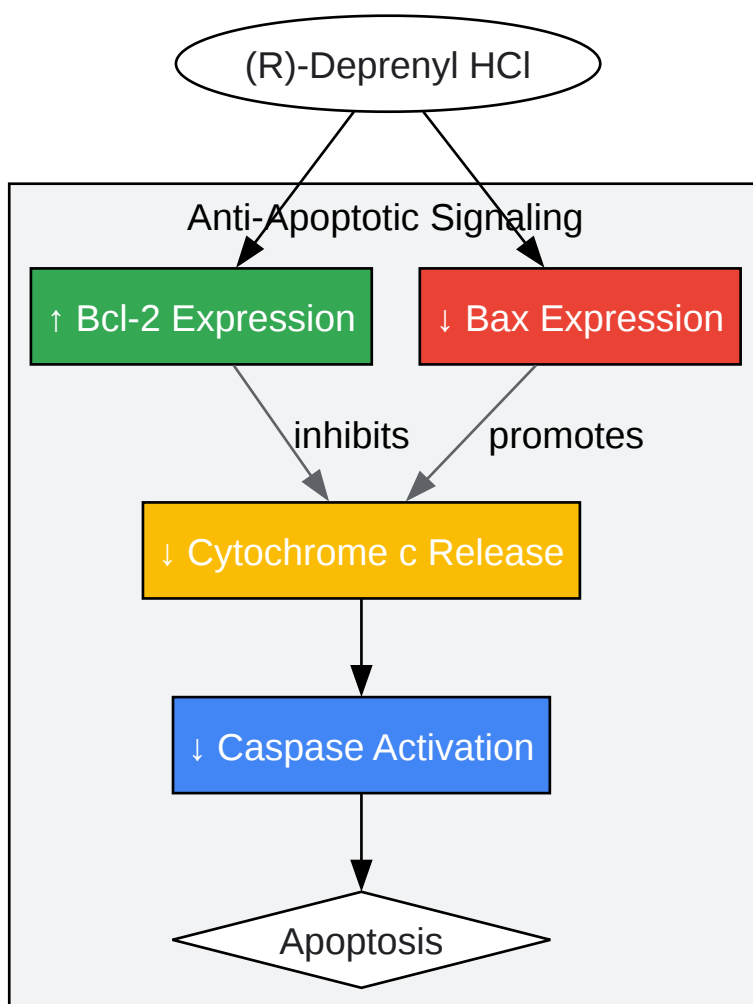 (R)-Deprenyl HCl
Anti-Apoptotic Signaling
↑ Bcl-2 Expression
↓ Bax Expression
inhibits
promotes
↓ Cytochrome c Release
↓ Caspase Activation
Apoptosis